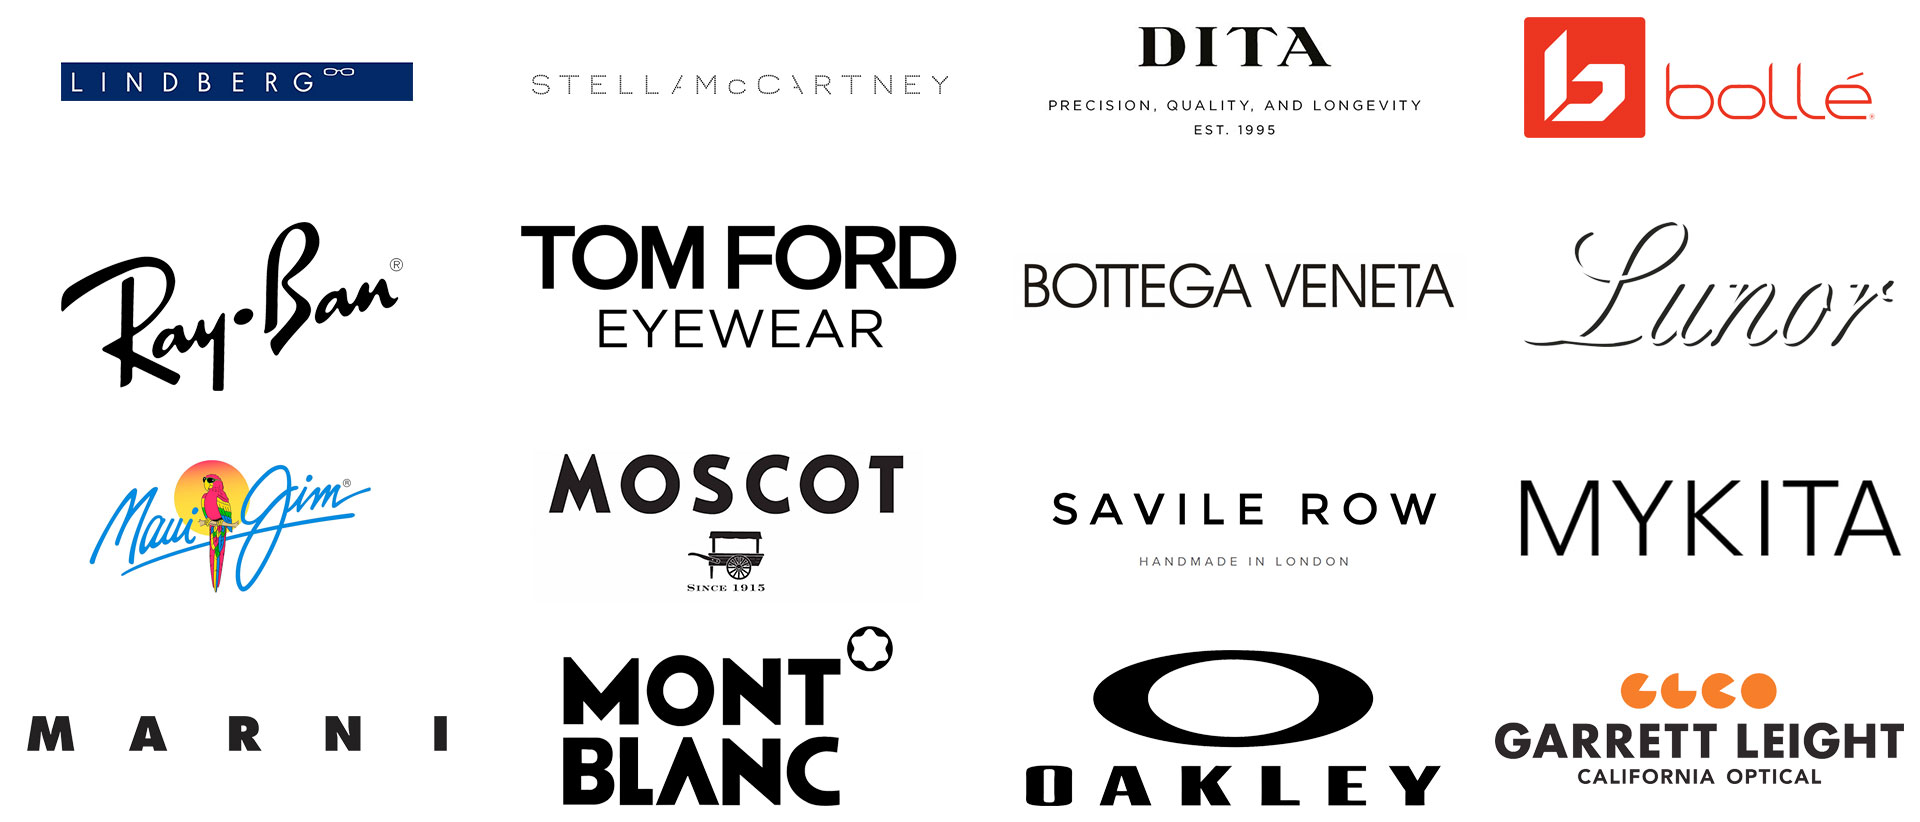 LINDBERG
STELLA McCARTNEY
DITA
PRECISION, QUALITY, AND LONGEVITY
EST. 1995
bollé
Ray-Ban®
TOM FORD
EYEWEAR
BOTTEGA VENETA
Lunor
Maui Jim®
MOSCOT
SINCE 1915
SAVILE ROW
HANDMADE IN LONDON
MYKITA
MARNI
MONT
BLANC
OAKLEY
GLCO
GARRETT LEIGHT
CALIFORNIA OPTICAL